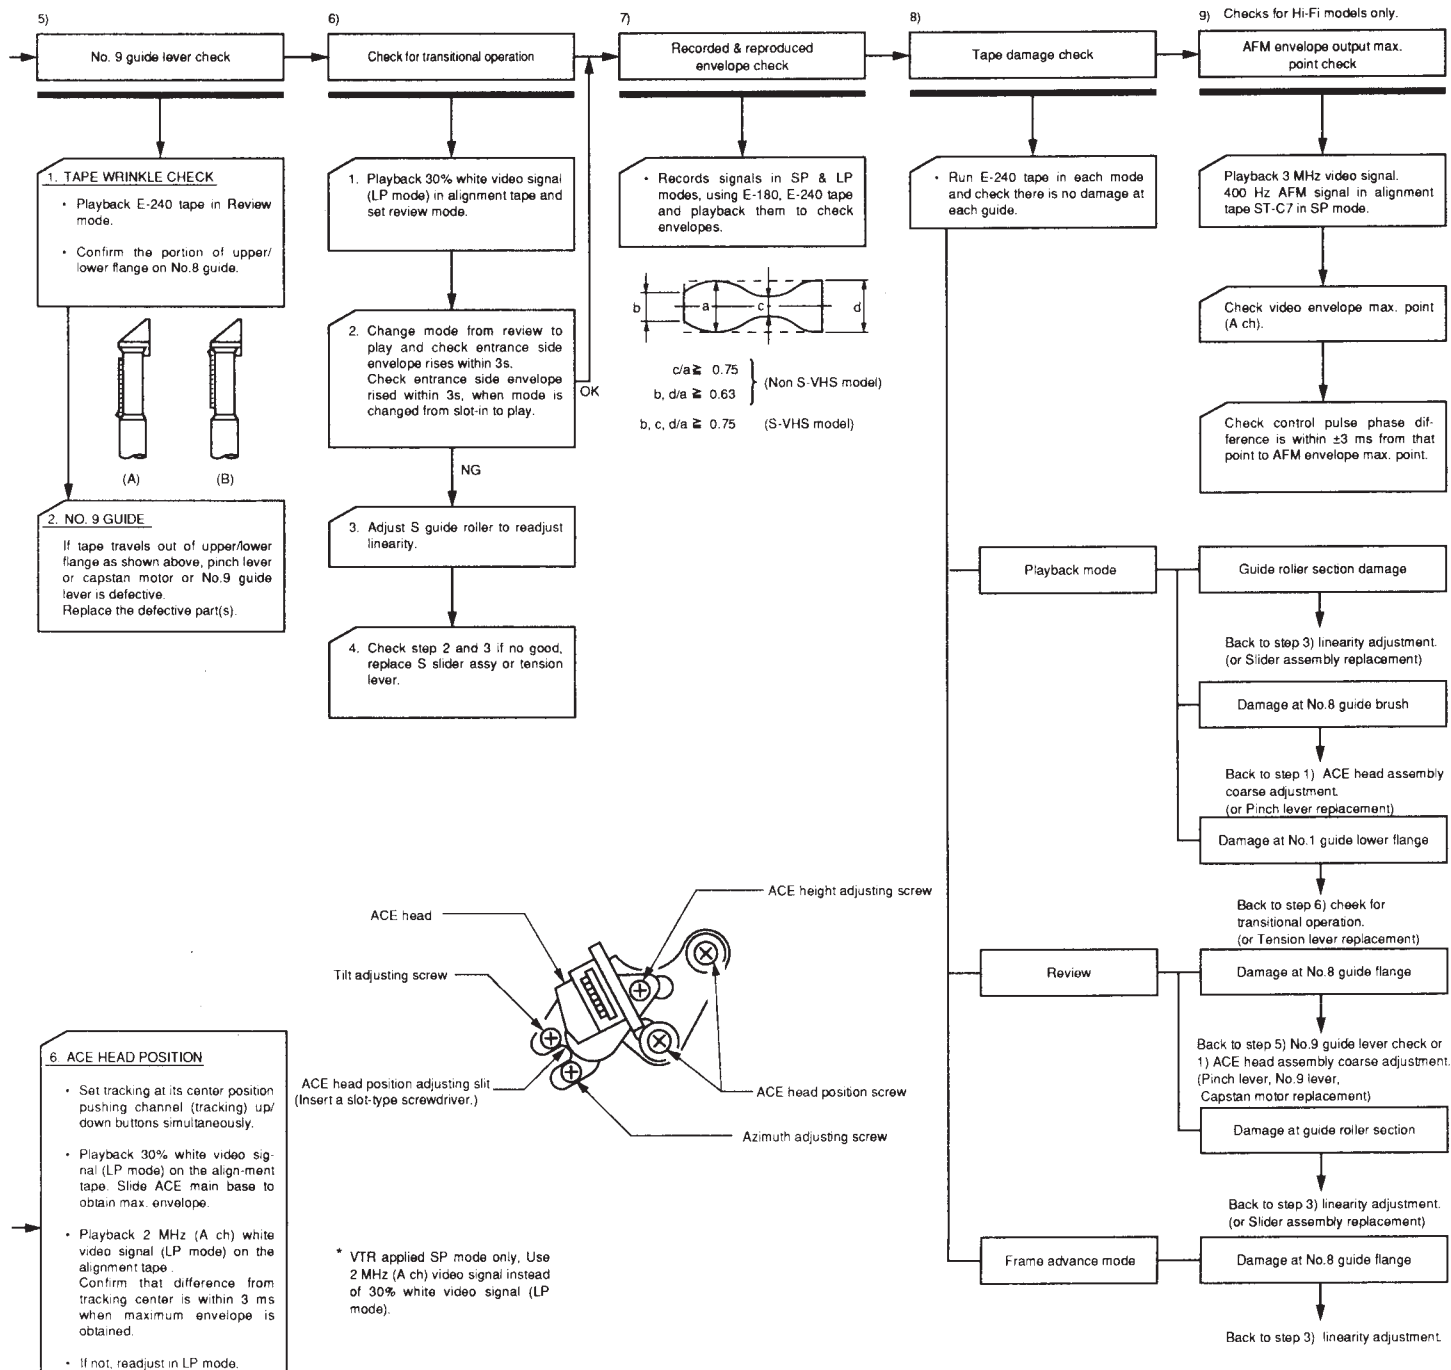 5)
No. 9 guide lever check
1. TAPE WRINKLE CHECK
• Playback E-240 tape in Review
mode.
• Confirm the portion of upper/
lower flange on No.8 guide.
(A)
(B)
2. NO. 9 GUIDE
If tape travels out of upper/lower
flange as shown above, pinch lever
or capstan motor or No.9 guide
lever is defective.
Replace the defective part(s).
6)
Check for transitional operation
1. Playback 30% white video signal
(LP mode) in alignment tape and
set review mode.
2. Change mode from review to
play and check entrance side
envelope rises within 3s.
Check entrance side envelope
rised within 3s, when mode is
changed from slot-in to play.
OK
NG
3. Adjust S guide roller to readjust
linearity.
4. Check step 2 and 3 if no good,
replace S slider assy or tension
lever.
7)
Recorded & reproduced
envelope check
• Records signals in SP & LP
modes, using E-180, E-240 tape
and playback them to check
envelopes.
b
a
c
d
c/a ≧ 0.75
b, d/a ≧ 0.63
(Non S-VHS model)
b, c, d/a ≧ 0.75 (S-VHS model)
8)
Tape damage check
• Run E-240 tape in each mode
and check there is no damage at
each guide.
9) Checks for Hi-Fi models only.
AFM envelope output max.
point check
Playback 3 MHz video signal.
400 Hz AFM signal in alignment
tape ST-C7 in SP mode.
Check video envelope max. point
(A ch).
Check control pulse phase dif-
ference is within ±3 ms from that
point to AFM envelope max. point.
Playback mode
Guide roller section damage
Back to step 3) linearity adjustment.
(or Slider assembly replacement)
Damage at No.8 guide brush
Back to step 1) ACE head assembly
coarse adjustment.
(or Pinch lever replacement)
Damage at No.1 guide lower flange
Back to step 6) cheek for
transitional operation.
(or Tension lever replacement)
Review
Damage at No.8 guide flange
Back to step 5) No.9 guide lever check or
1) ACE head assembly coarse adjustment.
(Pinch lever, No.9 lever,
Capstan motor replacement)
Damage at guide roller section
Back to step 3) linearity adjustment.
(or Slider assembly replacement)
Frame advance mode
Damage at No.8 guide flange
Back to step 3) linearity adjustment.
ACE head
Tilt adjusting screw
ACE head position adjusting slit
(Insert a slot-type screwdriver.)
ACE height adjusting screw
ACE head position screw
Azimuth adjusting screw
6. ACE HEAD POSITION
• Set tracking at its center position
pushing channel (tracking) up/
down buttons simultaneously.
• Playback 30% white video sig-
nal (LP mode) on the align-ment
tape. Slide ACE main base to
obtain max. envelope.
• Playback 2 MHz (A ch) white
video signal (LP mode) on the
alignment tape .
Confirm that difference from
tracking center is within 3 ms
when maximum envelope is
obtained.
• If not, readjust in LP mode.
* VTR applied SP mode only, Use
2 MHz (A ch) video signal instead
of 30% white video signal (LP
mode).